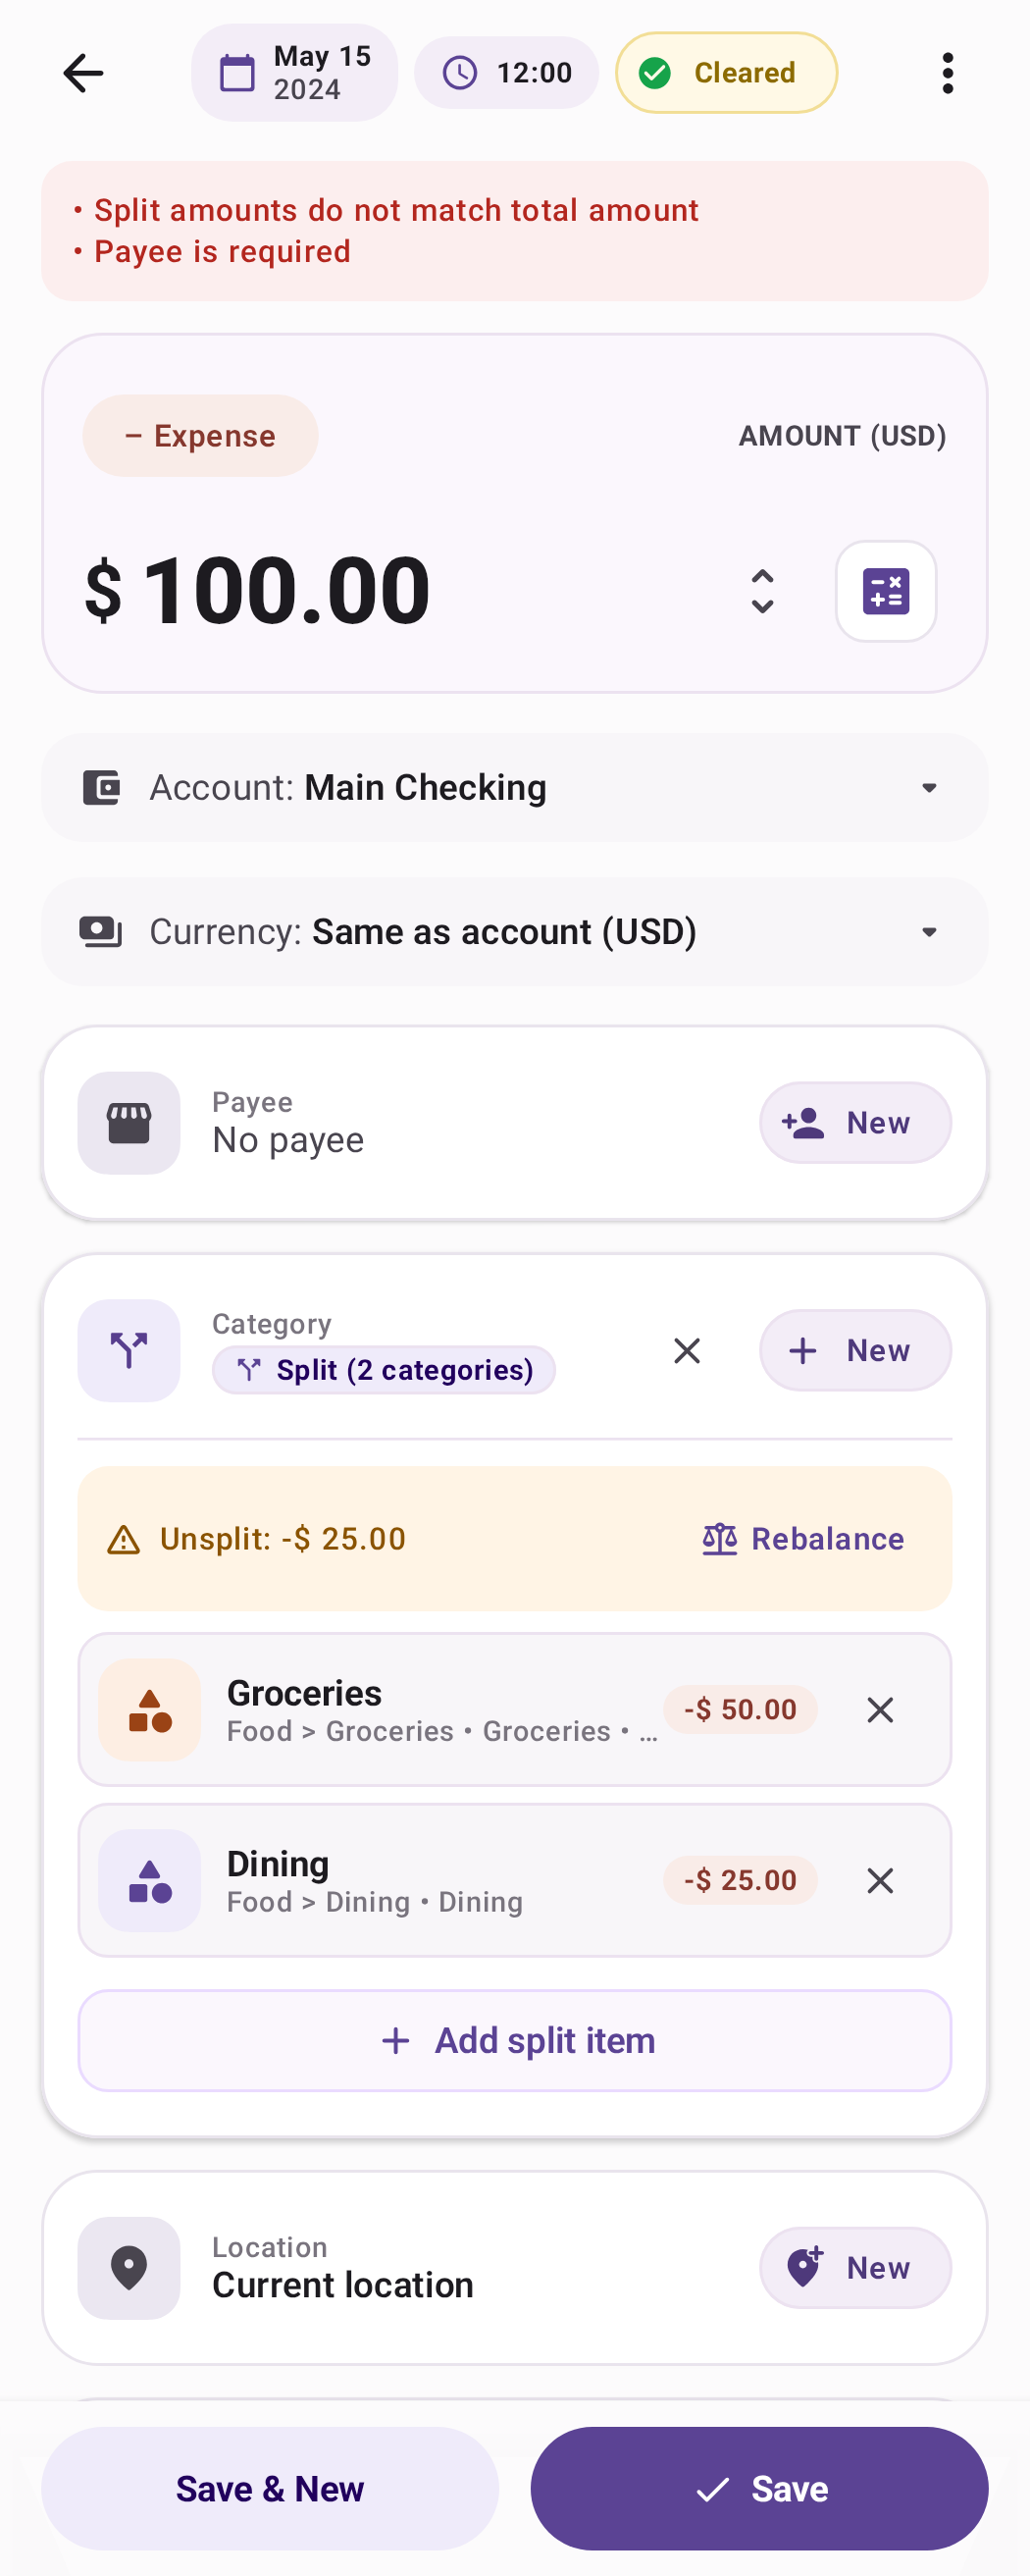 May 15
2024
12:00
Cleared
• Split amounts do not match total amount
• Payee is required
– Expense
AMOUNT (USD)
$ 100.00
Account: Main Checking
Currency: Same as account (USD)
Payee
No payee
New
Category
Split (2 categories)
New
Unsplit: -$ 25.00
Rebalance
Groceries
Food > Groceries • Groceries • …
-$ 50.00
Dining
Food > Dining • Dining
-$ 25.00
+ Add split item
Location
Current location
New
Save & New
Save